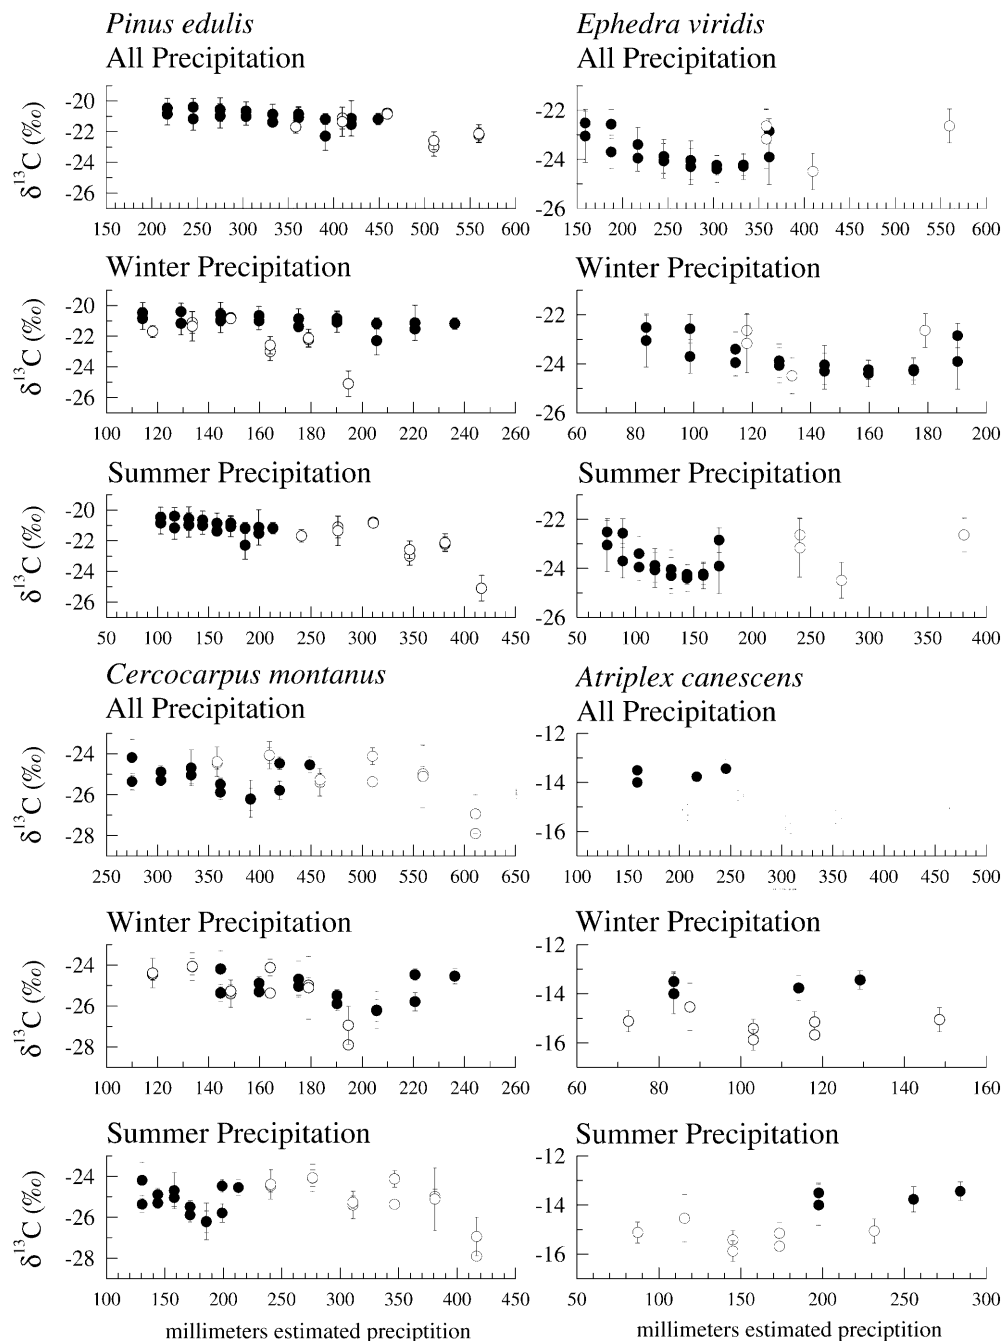 Pinus edulis
All Precipitation
δ¹³C (‰)
-20
-22
-24
-26
150 200 250 300 350 400 450 500 550 600
Ephedra viridis
All Precipitation
-22
-24
-26
150 200 250 300 350 400 450 500 550 600
Winter Precipitation
δ¹³C (‰)
-20
-22
-24
-26
100 120 140 160 180 200 220 240 260
Winter Precipitation
-22
-24
-26
60 80 100 120 140 160 180 200
Summer Precipitation
δ¹³C (‰)
-20
-22
-24
-26
50 100 150 200 250 300 350 400 450
Summer Precipitation
-22
-24
-26
50 100 150 200 250 300 350 400
Cercocarpus montanus
All Precipitation
δ¹³C (‰)
-24
-26
-28
250 300 350 400 450 500 550 600 650
Atriplex canescens
All Precipitation
-12
-14
-16
100 150 200 250 300 350 400 450 500
Winter Precipitation
δ¹³C (‰)
-24
-26
-28
100 120 140 160 180 200 220 240 260
Winter Precipitation
-12
-14
-16
60 80 100 120 140 160
Summer Precipitation
δ¹³C (‰)
-24
-26
-28
100 150 200 250 300 350 400 450
millimeters estimated preciptition
Summer Precipitation
-12
-14
-16
50 100 150 200 250 300
millimeters estimated preciptition